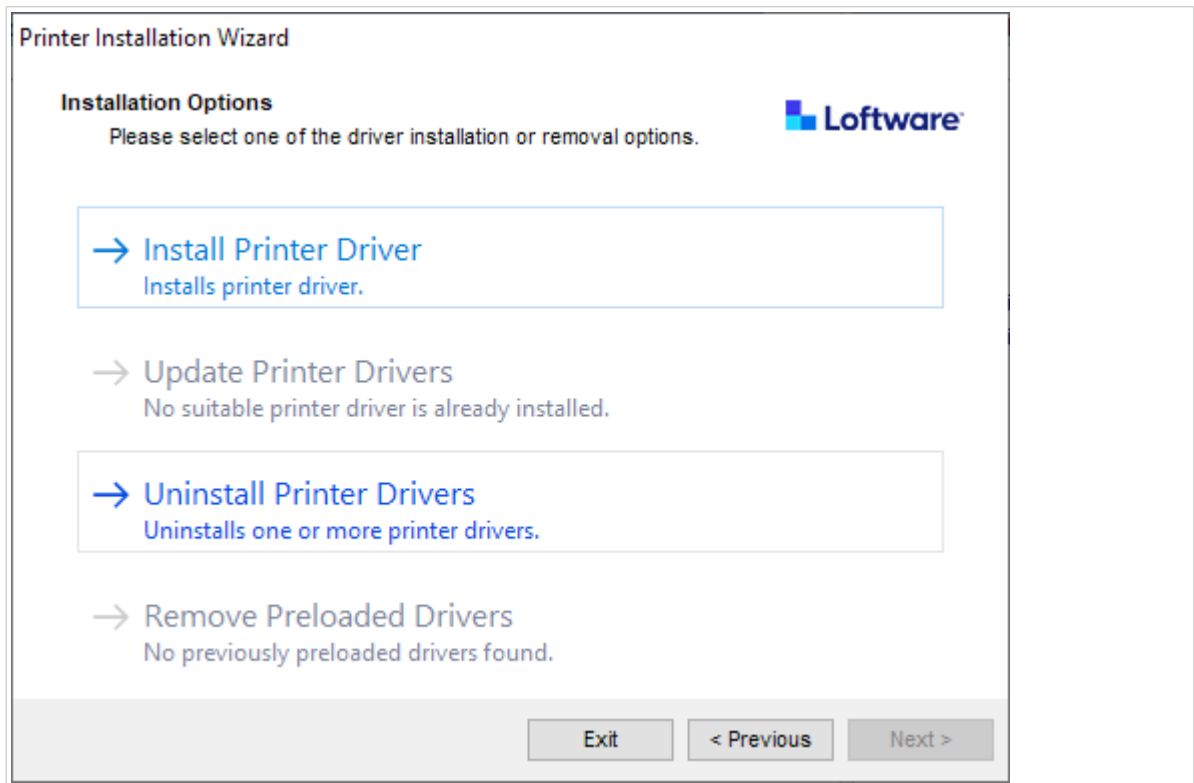 Printer Installation Wizard
Installation Options
Please select one of the driver installation or removal options.
Loftware
Install Printer Driver
Installs printer driver.
Update Printer Drivers
No suitable printer driver is already installed.
Uninstall Printer Drivers
Uninstalls one or more printer drivers.
Remove Preloaded Drivers
No previously preloaded drivers found.
Exit
< Previous
Next >